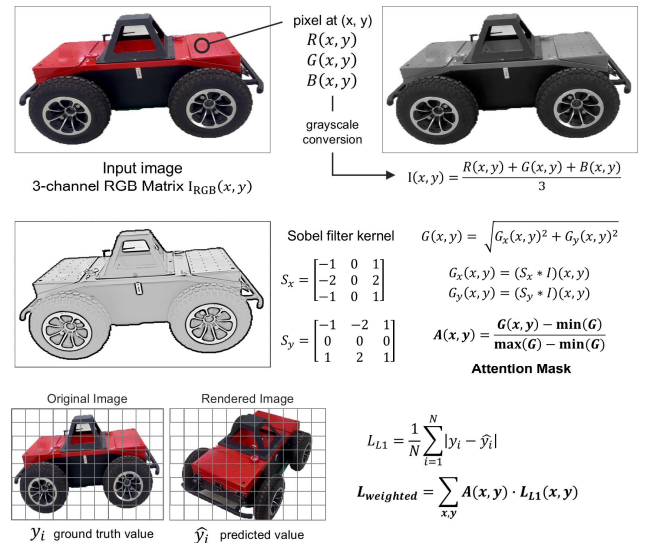 pixel at (x, y)
R(x, y)
G(x, y)
B(x, y)
grayscale
conversion
Input image
3-channel RGB Matrix I_RGB(x, y)
I(x, y) = (R(x, y) + G(x, y) + B(x, y)) / 3
Sobel filter kernel
S_x = [−1 0 1
−2 0 2
−1 0 1]
S_y = [−1 −2 1
0 0 0
1 2 1]
G(x, y) = √(G_x(x, y)² + G_y(x, y)²)
G_x(x, y) = (S_x ∗ I)(x, y)
G_y(x, y) = (S_y ∗ I)(x, y)
A(x, y) = (G(x, y) − min(G)) / (max(G) − min(G))
Attention Mask
Original Image
Rendered Image
y_i ground truth value
ŷ_i predicted value
L_L1 = 1/N ∑_{i=1}^{N} |y_i − ŷ_i|
L_weighted = ∑_{x,y} A(x, y) · L_L1(x, y)